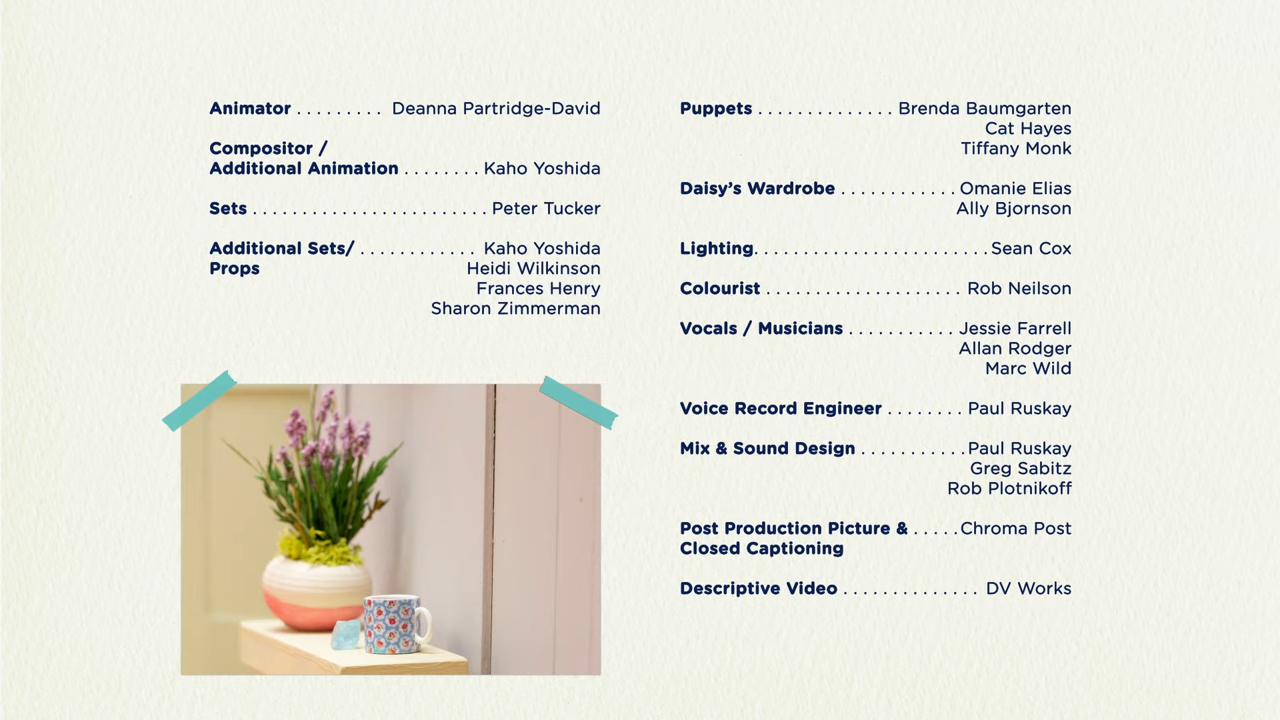 Animator . . . . . . . . . Deanna Partridge-David
Compositor /
Additional Animation . . . . . . . . Kaho Yoshida
Sets . . . . . . . . . . . . . . . . . . . . . . . . Peter Tucker
Additional Sets/ . . . . . . . . . . . . Kaho Yoshida
Props Heidi Wilkinson
Frances Henry
Sharon Zimmerman
Puppets . . . . . . . . . . . . . . Brenda Baumgarten
Cat Hayes
Tiffany Monk
Daisy’s Wardrobe . . . . . . . . . . . . Omanie Elias
Ally Bjornson
Lighting. . . . . . . . . . . . . . . . . . . . . . . . Sean Cox
Colourist . . . . . . . . . . . . . . . . . . . . Rob Neilson
Vocals / Musicians . . . . . . . . . . . Jessie Farrell
Allan Rodger
Marc Wild
Voice Record Engineer . . . . . . . . Paul Ruskay
Mix & Sound Design . . . . . . . . . . . Paul Ruskay
Greg Sabitz
Rob Plotnikoff
Post Production Picture & . . . . . Chroma Post
Closed Captioning
Descriptive Video . . . . . . . . . . . . . . DV Works